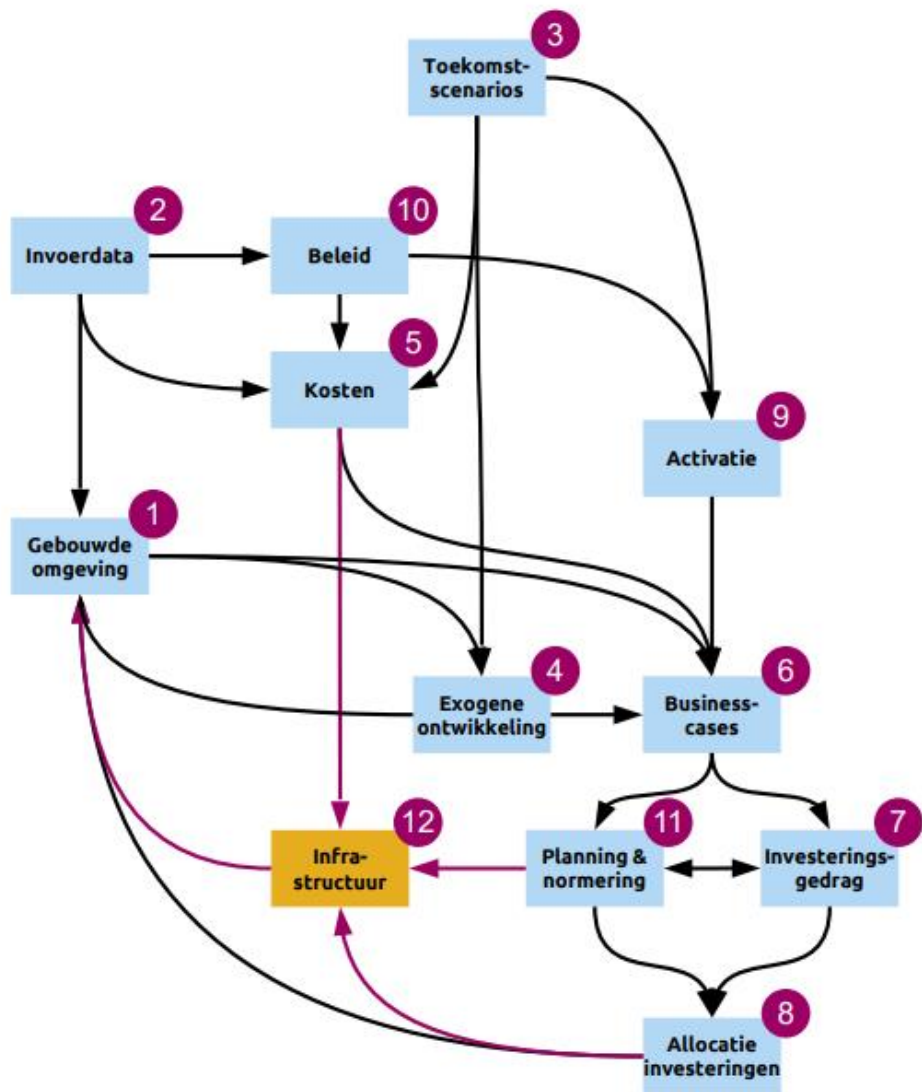 3
Toekomst-
scenarios
2
Invoerdata
10
Beleid
5
Kosten
9
Activatie
1
Gebouwde
omgeving
4
Exogene
ontwikkeling
6
Business-
cases
12
Infra-
structuur
11
Planning &
normering
7
Investerings-
gedrag
8
Allocatie
investeringen